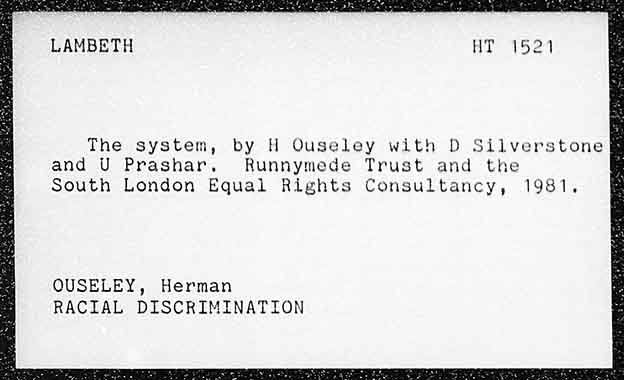 LAMBETH HT 1521
The system, by H Ouseley with D Silverstone
and U Prashar. Runnymede Trust and the
South London Equal Rights Consultancy, 1981.
OUSELEY, Herman
RACIAL DISCRIMINATION